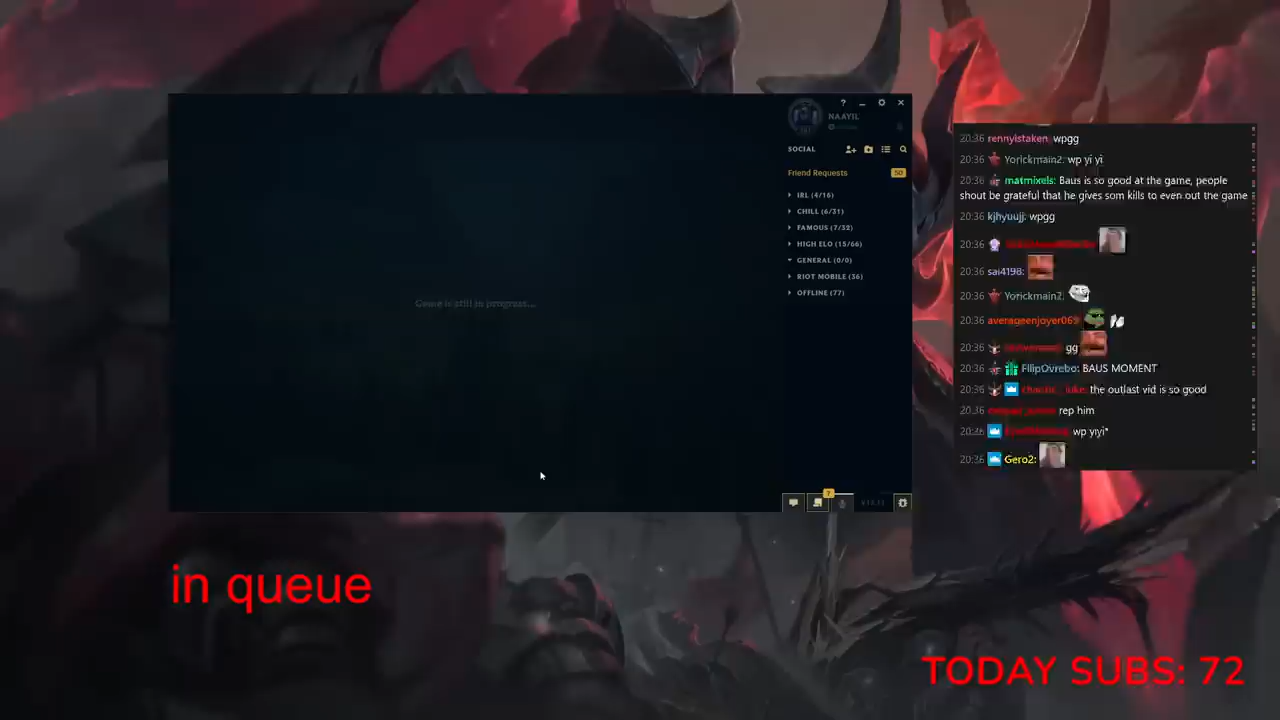 NAAYIL
SOCIAL
Friend Requests
50
IRL (4/16)
CHILL (6/31)
FAMOUS (7/32)
HIGH ELO (15/66)
GENERAL (0/0)
RIOT MOBILE (36)
OFFLINE (77)
Game is still in progress...
7
20:36 rennyistaken: wpgg
20:36 Yorickmain2: wp yi yi
20:36 matmixels: Baus is so good at the game, people
shout be grateful that he gives som kills to even out the game
20:36 kjhyuujj: wpgg
20:36
20:36 sai4198:
20:36 Yorickmain2:
20:36 averageenjoyer069
20:36 gg
20:36 FilipOvrebo: BAUS MOMENT
20:36 the outlast vid is so good
20:36 rep him
20:36 wp yiyi*
20:36 Gero2:
in queue
TODAY SUBS: 72